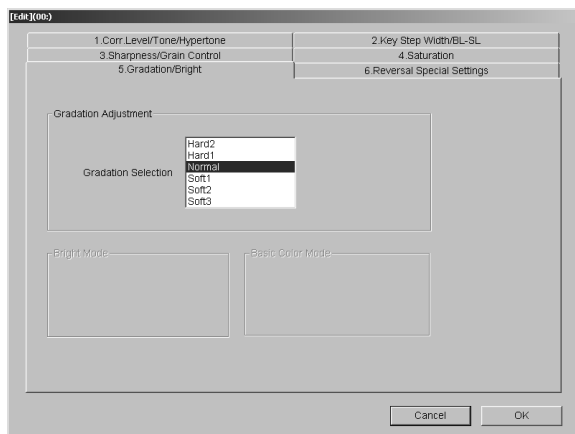 [Edit](00:)
1.Corr.Level/Tone/Hypertone
2.Key Step Width/BL-SL
3.Sharpness/Grain Control
4.Saturation
5.Gradation/Bright
6.Reversal Special Settings
Gradation Adjustment
Gradation Selection
Hard2
Hard1
Normal
Soft1
Soft2
Soft3
Bright Mode
Basic Color Mode
Cancel
OK